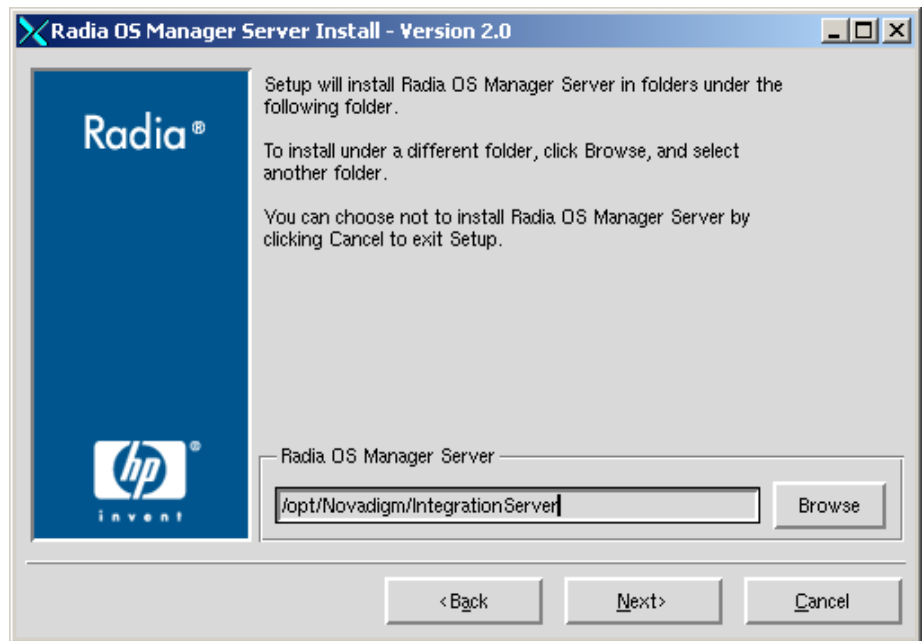 Radia OS Manager Server Install - Version 2.0
Radia®
Setup will install Radia OS Manager Server in folders under the
following folder.
To install under a different folder, click Browse, and select
another folder.
You can choose not to install Radia OS Manager Server by
clicking Cancel to exit Setup.
hp®
invent
Radia OS Manager Server
/opt/Novadigm/IntegrationServer
Browse
<Back
Next>
Cancel